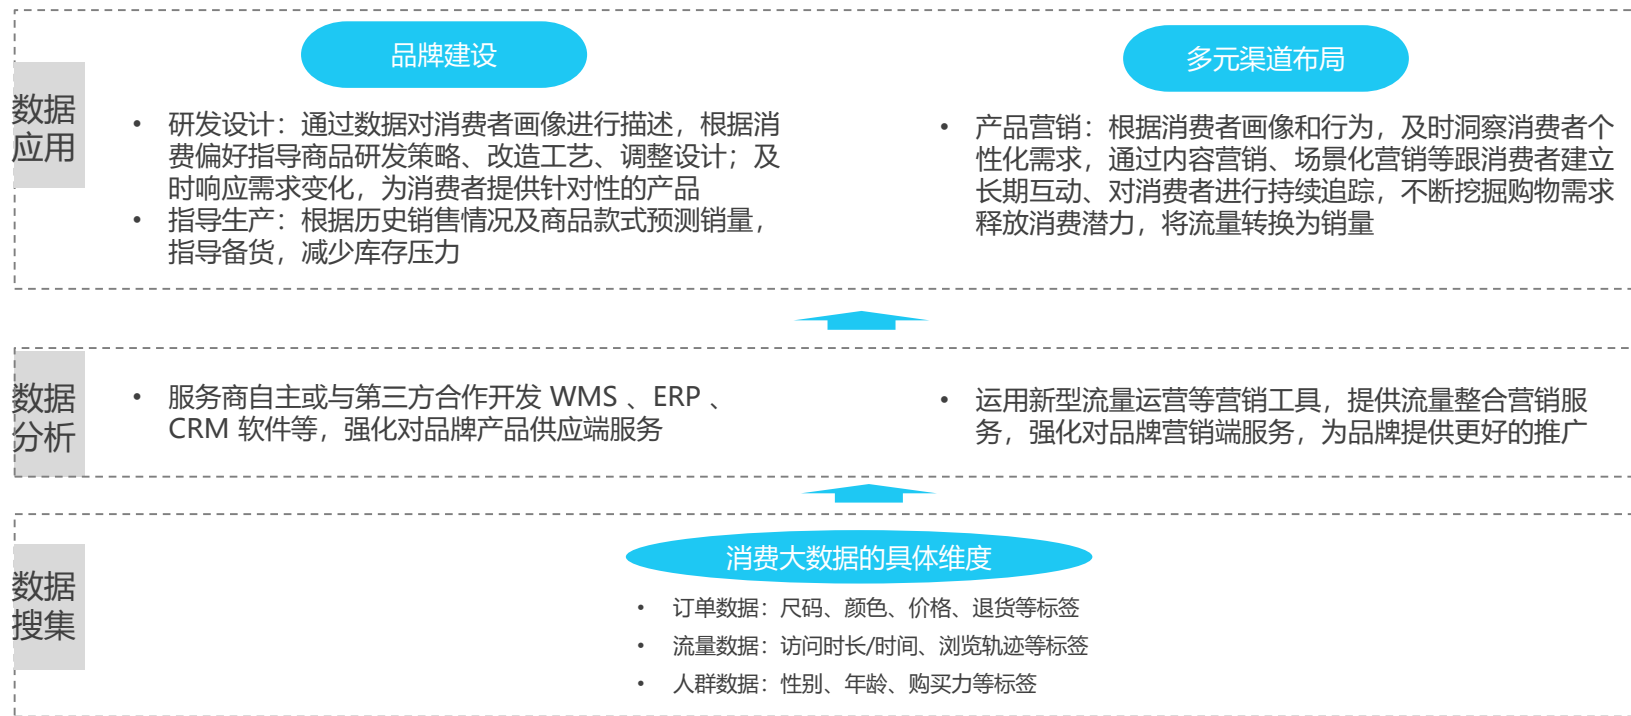 品牌建设
多元渠道布局
数据
应用
• 研发设计：通过数据对消费者画像进行描述，根据消
费偏好指导商品研发策略、改造工艺、调整设计；及
时响应需求变化，为消费者提供针对性的产品
• 指导生产：根据历史销售情况及商品款式预测销量，
指导备货，减少库存压力
• 产品营销：根据消费者画像和行为，及时洞察消费者个
性化需求，通过内容营销、场景化营销等跟消费者建立
长期互动、对消费者进行持续追踪，不断挖掘购物需求
释放消费潜力，将流量转换为销量
数据
分析
• 服务商自主或与第三方合作开发 WMS 、ERP 、
CRM 软件等，强化对品牌产品供应端服务
• 运用新型流量运营等营销工具，提供流量整合营销服
务，强化对品牌营销端服务，为品牌提供更好的推广
数据
搜集
消费大数据的具体维度
• 订单数据：尺码、颜色、价格、退货等标签
• 流量数据：访问时长/时间、浏览轨迹等标签
• 人群数据：性别、年龄、购买力等标签